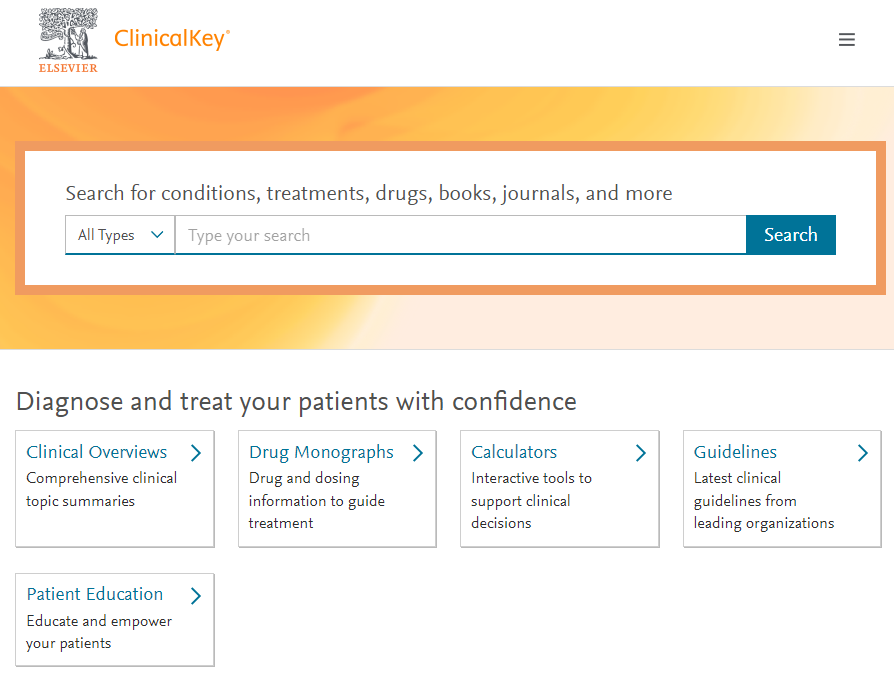 ELSEVIER
ClinicalKey®
Search for conditions, treatments, drugs, books, journals, and more
All Types
Type your search
Search
Diagnose and treat your patients with confidence
Clinical Overviews
Comprehensive clinical
topic summaries
Drug Monographs
Drug and dosing
information to guide
treatment
Calculators
Interactive tools to
support clinical
decisions
Guidelines
Latest clinical
guidelines from
leading organizations
Patient Education
Educate and empower
your patients